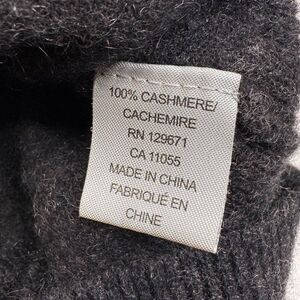 100% CASHMERE/
CACHEMIRE
RN 129671
CA 11055
MADE IN CHINA
FABRIQUÉ EN
CHINE